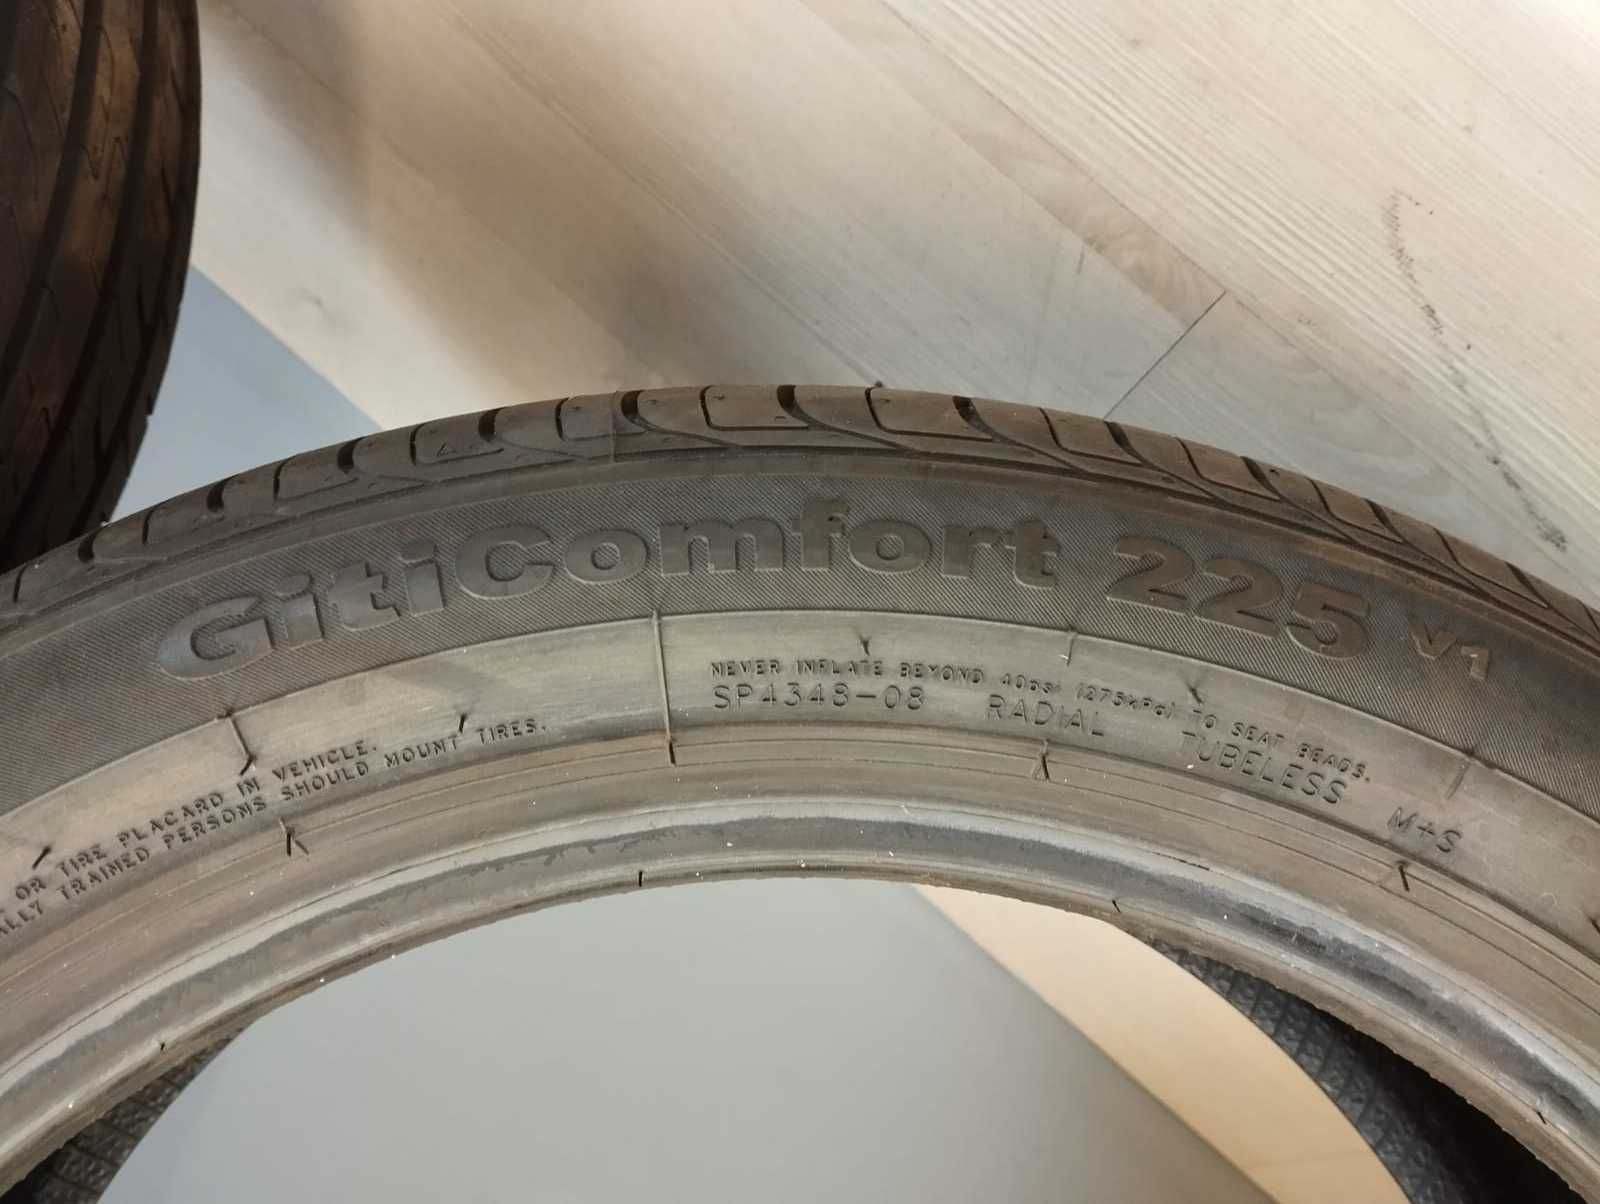 GitiComfort 225 V1
NEVER INFLATE BEYOND 40psi (275kPa) TO SEAT BEADS.
SP4348-08 RADIAL TUBELESS M+S
OR TIRE PLACARD IN VEHICLE.
TRAINED PERSONS SHOULD MOUNT TIRES.